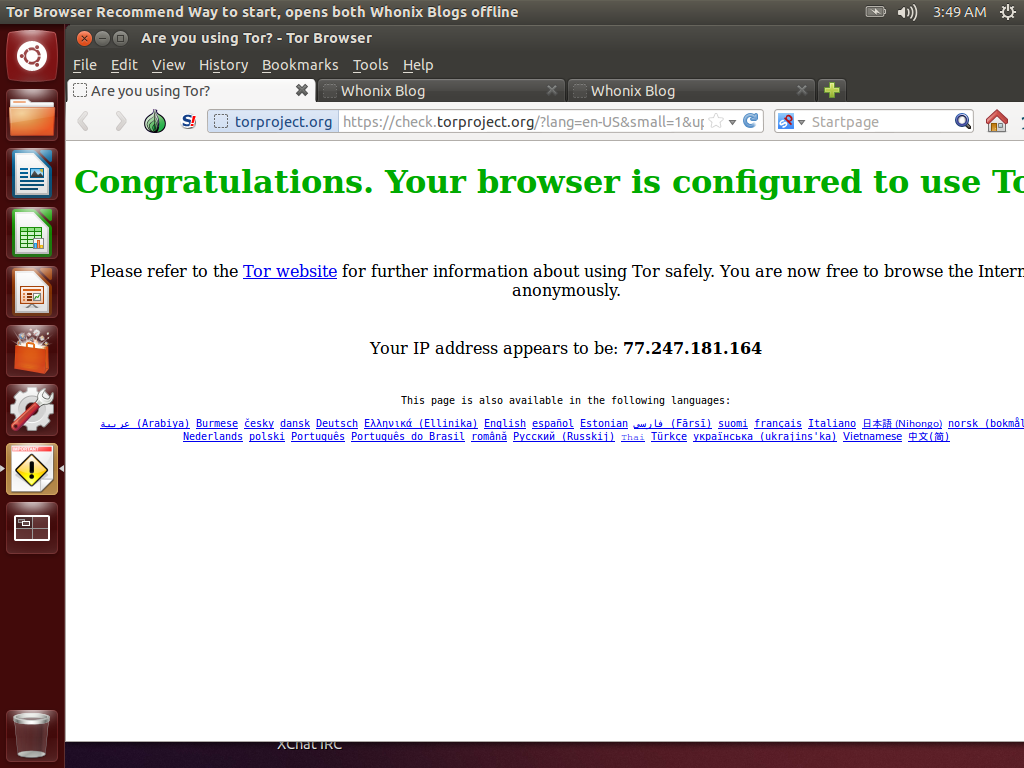 Tor Browser Recommend Way to start, opens both Whonix Blogs offline
3:49 AM
Are you using Tor? - Tor Browser
File Edit View History Bookmarks Tools Help
Are you using Tor? Whonix Blog Whonix Blog
torproject.org https://check.torproject.org/?lang=en-US&small=1&u Startpage
Congratulations. Your browser is configured to use To
Please refer to the Tor website for further information about using Tor safely. You are now free to browse the Intern
anonymously.
Your IP address appears to be: 77.247.181.164
This page is also available in the following languages:
عربية (Arabiya) Burmese česky dansk Deutsch Ελληνικά (Ellinika) English español Estonian فارسی (Fārsī) suomi français Italiano 日本語 (Nihongo) norsk (bokmål
Nederlands polski Português Português do Brasil română Русский (Russkij) Thai Türkçe українська (ukrajins'ka) Vietnamese 中文(简)
XChat IRC